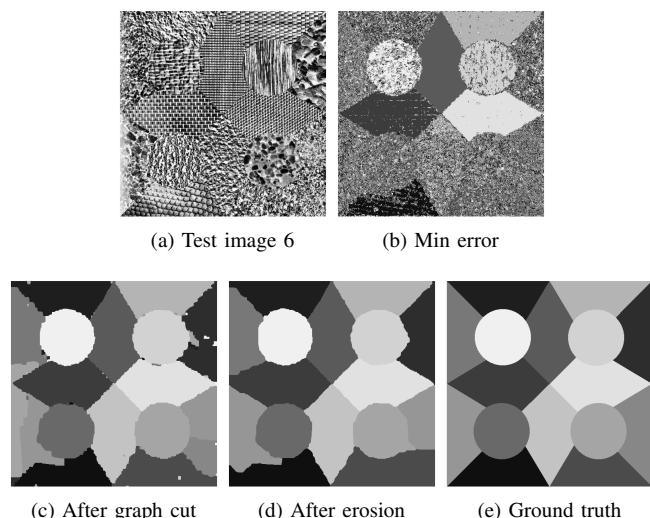 (a) Test image 6
(b) Min error
(c) After graph cut
(d) After erosion
(e) Ground truth